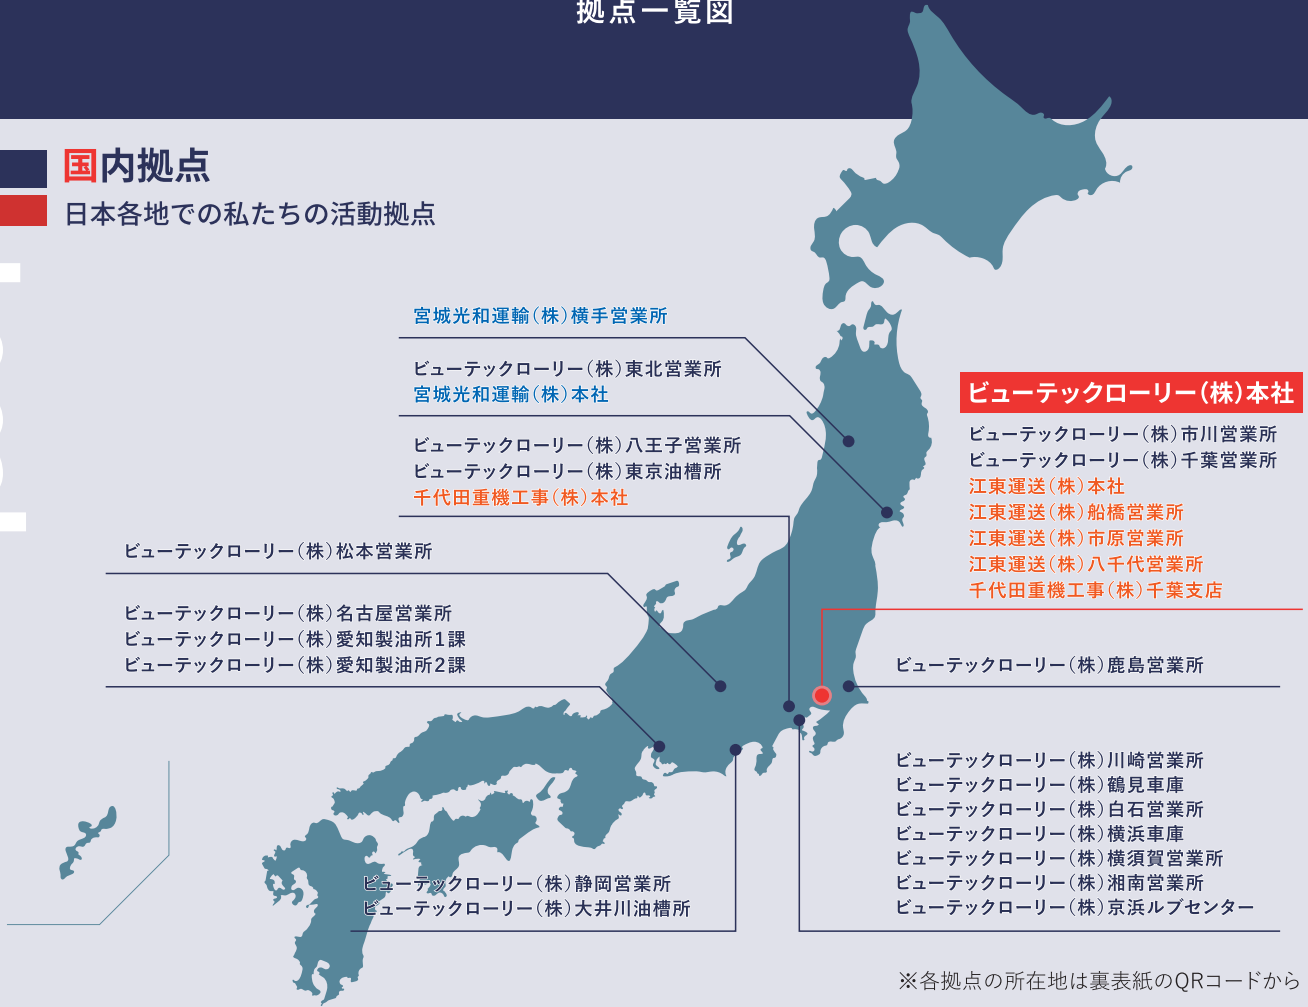 拠点一覧図
国内拠点
日本各地での私たちの活動拠点
宮城光和運輸(株)横手営業所
ビューテックローリー(株)東北営業所
宮城光和運輸(株)本社
ビューテックローリー(株)八王子営業所
ビューテックローリー(株)東京油槽所
千代田重機工事(株)本社
ビューテックローリー(株)松本営業所
ビューテックローリー(株)名古屋営業所
ビューテックローリー(株)愛知製油所1課
ビューテックローリー(株)愛知製油所2課
ビューテックローリー(株)静岡営業所
ビューテックローリー(株)大井川油槽所
ビューテックローリー(株)本社
ビューテックローリー(株)市川営業所
ビューテックローリー(株)千葉営業所
江東運送(株)本社
江東運送(株)船橋営業所
江東運送(株)市原営業所
江東運送(株)八千代営業所
千代田重機工事(株)千葉支店
ビューテックローリー(株)鹿島営業所
ビューテックローリー(株)川崎営業所
ビューテックローリー(株)鶴見車庫
ビューテックローリー(株)白石営業所
ビューテックローリー(株)横浜車庫
ビューテックローリー(株)横須賀営業所
ビューテックローリー(株)湘南営業所
ビューテックローリー(株)京浜ルブセンター
※各拠点の所在地は裏表紙のQRコードから